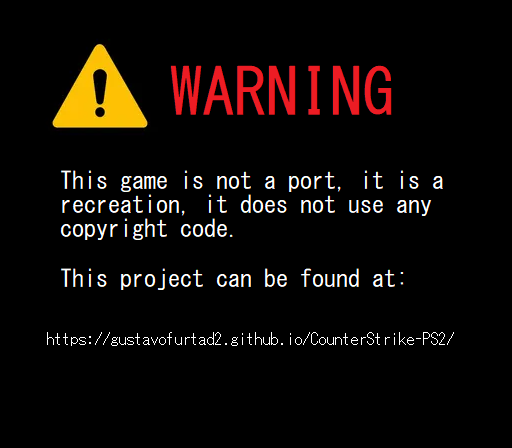 WARNING
This game is not a port, it is a
recreation, it does not use any
copyright code.
This project can be found at:
https://gustavofurtad2.github.io/CounterStrike-PS2/